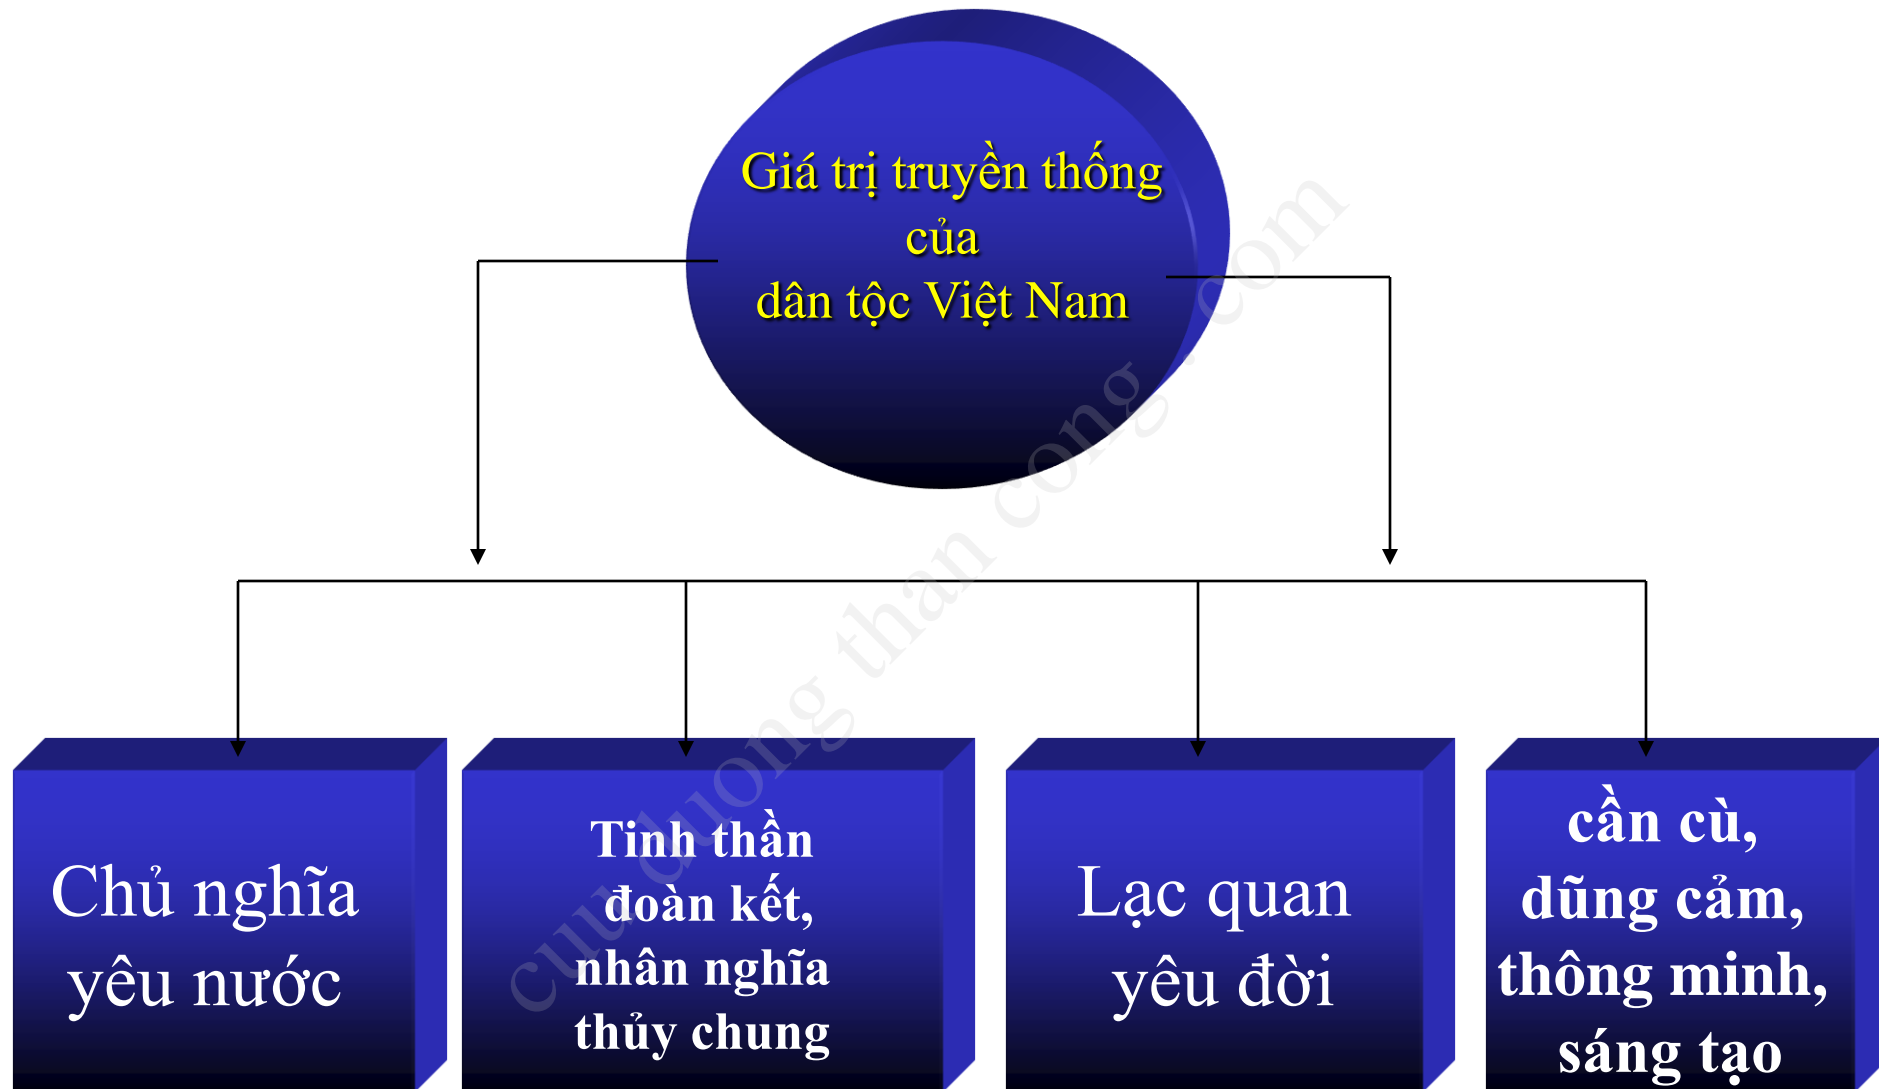 Giá trị truyền thống
của
dân tộc Việt Nam
Chủ nghĩa
yêu nước
Tinh thần
đoàn kết,
nhân nghĩa
thủy chung
Lạc quan
yêu đời
cần cù,
dũng cảm,
thông minh,
sáng tạo
cuu duong than cong . com